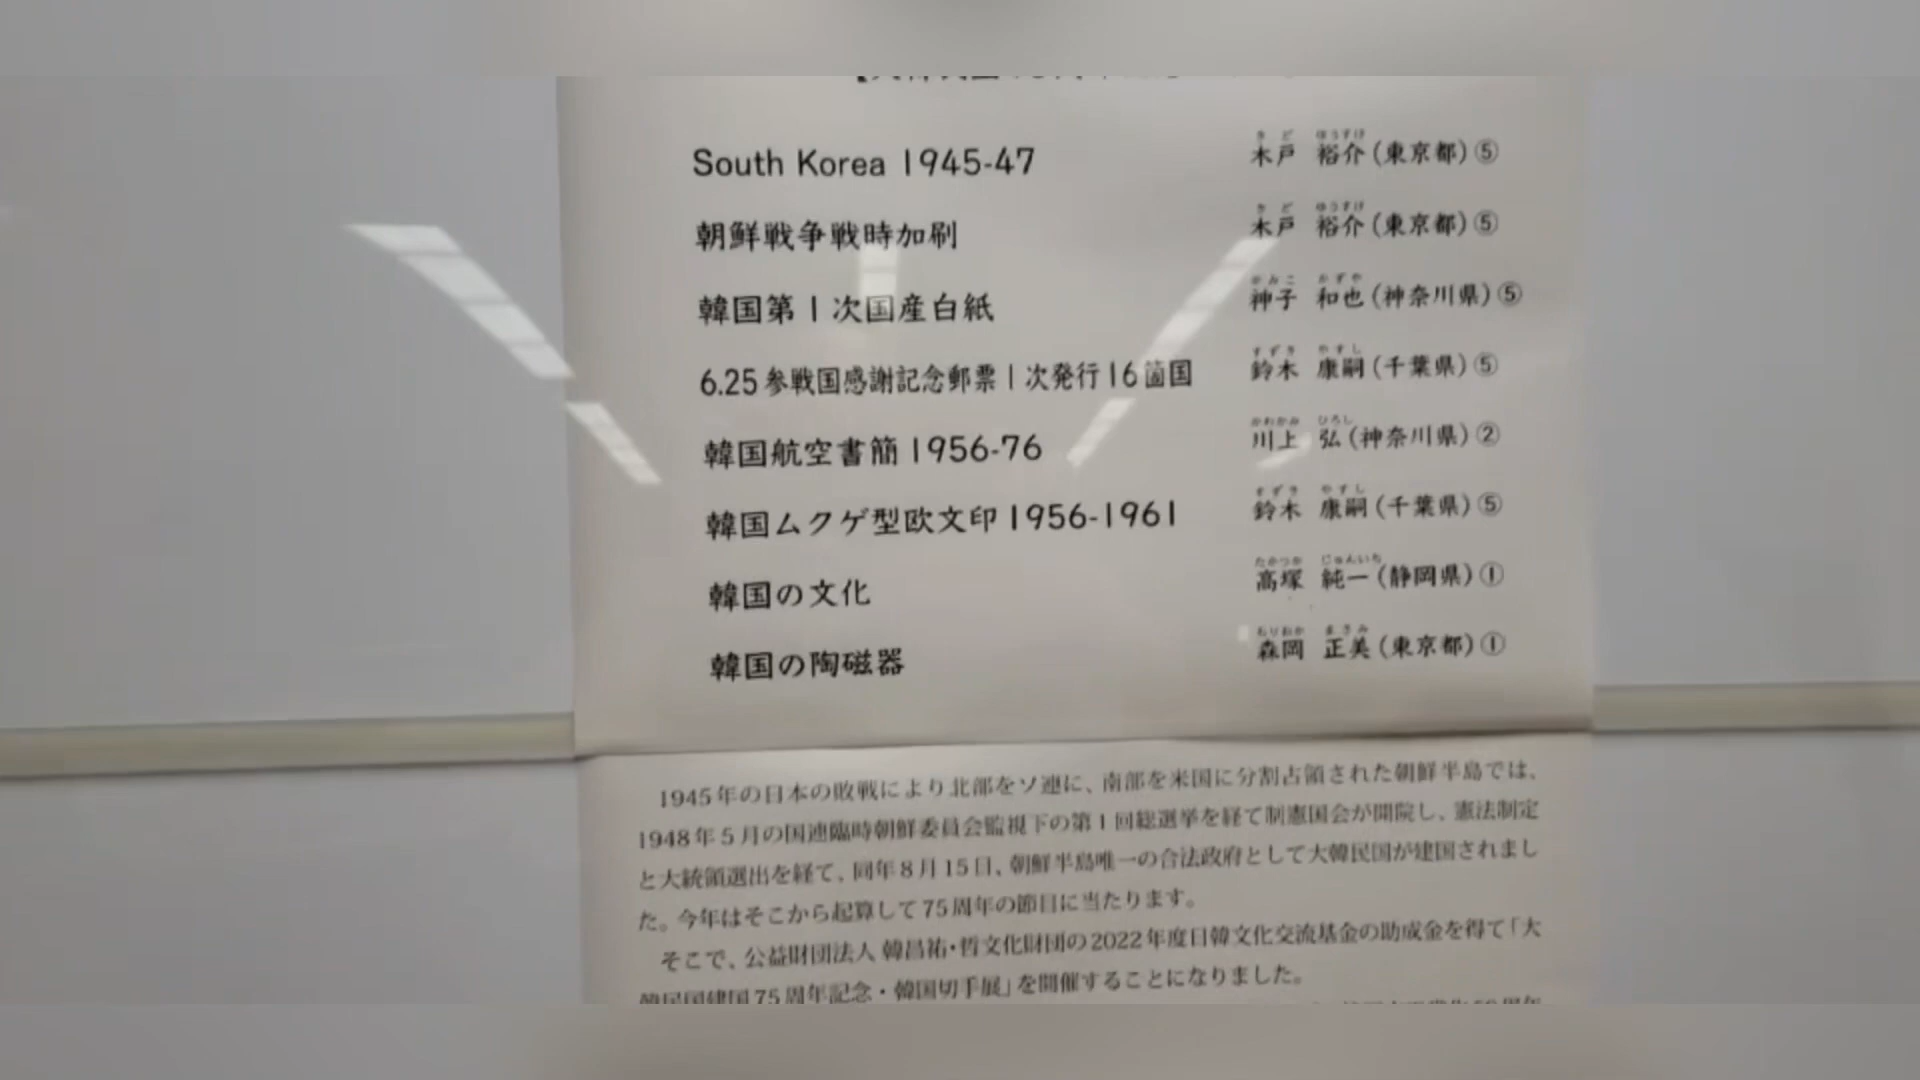 South Korea 1945-47 木戸 裕介(東京都)⑤
朝鮮戦争戦時加刷 木戸 裕介(東京都)⑤
韓国第1次国産白紙 神子 和也(神奈川県)⑤
6.25参戦国感謝記念郵票1次発行16箇国 鈴木 康嗣(千葉県)⑤
韓国航空書簡1956-76 川上 弘(神奈川県)②
韓国ムクゲ型欧文印1956-1961 鈴木 康嗣(千葉県)⑤
韓国の文化 高塚 純一(静岡県)①
韓国の陶磁器 森岡 正美(東京都)①
1945年の日本の敗戦により北部をソ連に、南部を米国に分割占領された朝鮮半島では、
1948年5月の国連臨時朝鮮委員会監視下の第1回総選挙を経て制憲国会が開院し、憲法制定
と大統領選出を経て、同年8月15日、朝鮮半島唯一の合法政府として大韓民国が建国されまし
た。今年はそこから起算して75周年の節目に当たります。
そこで、公益財団法人 韓昌祐・哲文化財団の2022年度日韓文化交流基金の助成金を得て「大
韓民国建国75周年記念・韓国切手展」を開催することになりました。